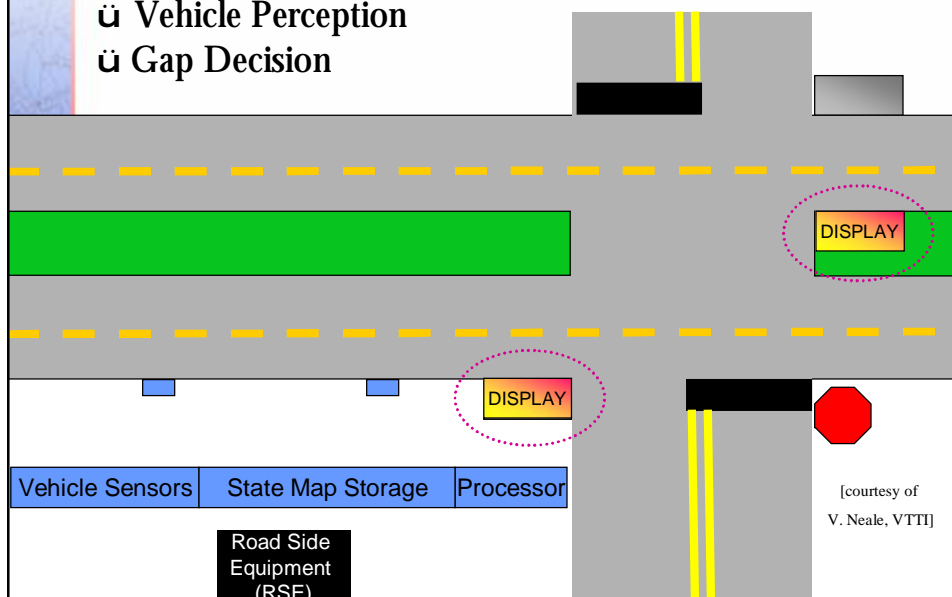 ü Vehicle Perception
ü Gap Decision
DISPLAY
DISPLAY
Vehicle Sensors State Map Storage Processor
[courtesy of
V. Neale, VTTI]
Road Side
Equipment
(RSE)